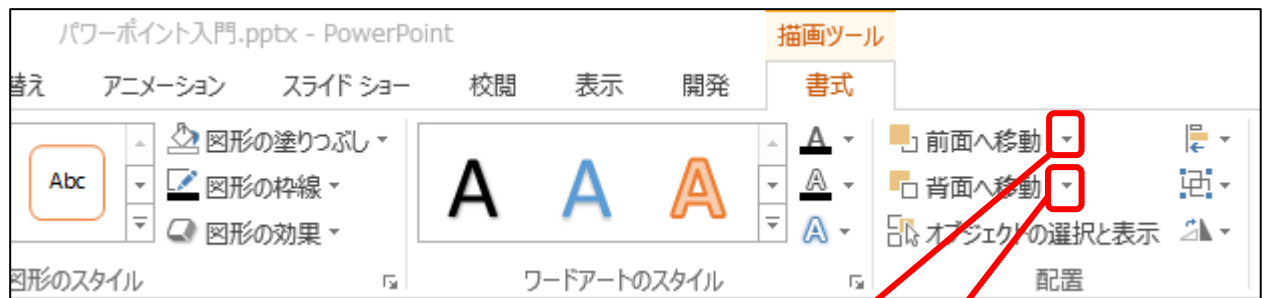 パワーポイント入門.pptx - PowerPoint
描画ツール
替え アニメーション スライド ショー 校閲 表示 開発 書式
Abc
図形の塗りつぶし
図形の枠線
図形の効果
図形のスタイル
A A A
ワードアートのスタイル
A
A
A
前面へ移動
背面へ移動
オブジェクトの選択と表示
配置